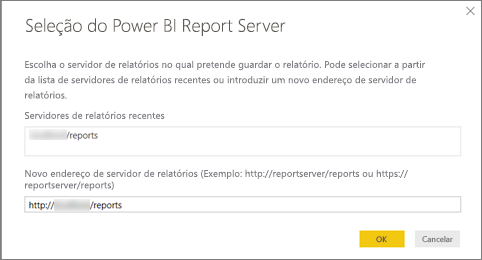 Seleção do Power BI Report Server
Escolha o servidor de relatórios no qual pretende guardar o relatório. Pode selecionar a partir
da lista de servidores de relatórios recentes ou introduzir um novo endereço de servidor de
relatórios.
Servidores de relatórios recentes
/reports
Novo endereço de servidor de relatórios (Exemplo: http://reportserver/reports ou https://
reportserver/reports)
http:// /reports
OK
Cancelar